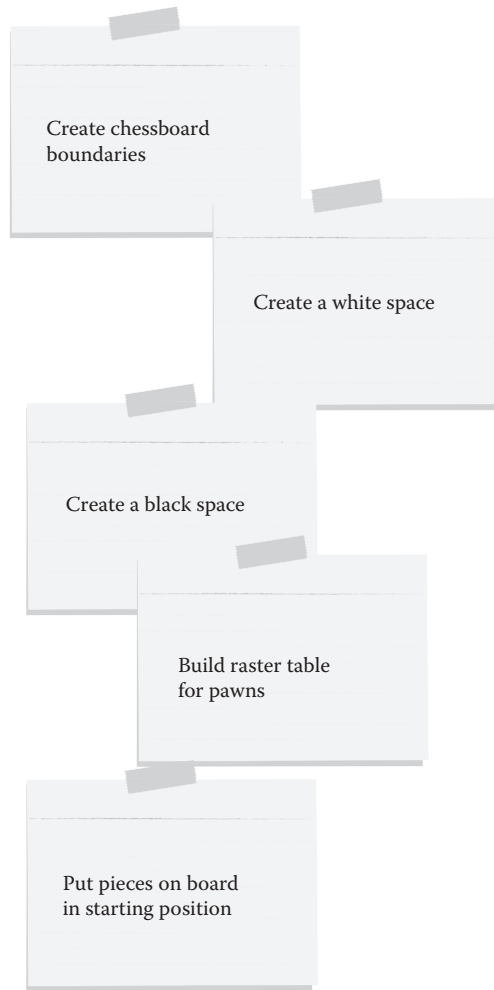 Create chessboard
boundaries
Create a white space
Create a black space
Build raster table
for pawns
Put pieces on board
in starting position